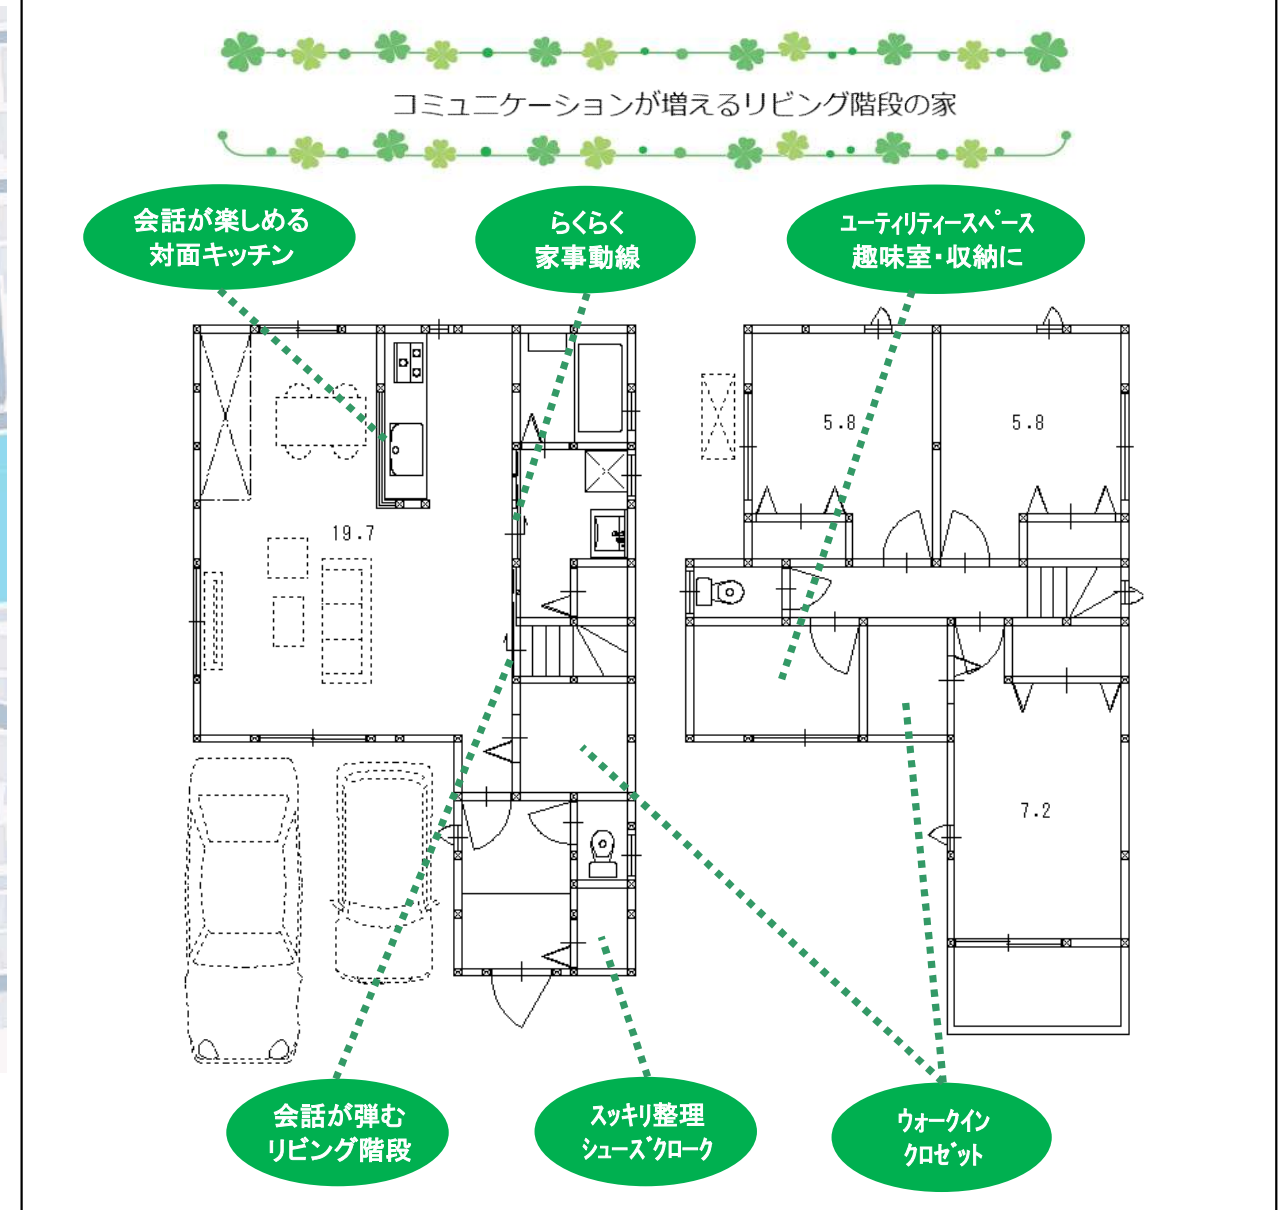 コミュニケーションが増えるリビング階段の家
会話が楽しめる
対面キッチン
らくらく
家事動線
ユーティリティースペース
趣味室・収納に
5.8
5.8
19.7
7.2
会話が弾む
リビング階段
スッキリ整理
シューズクローク
ウォークイン
クロゼット